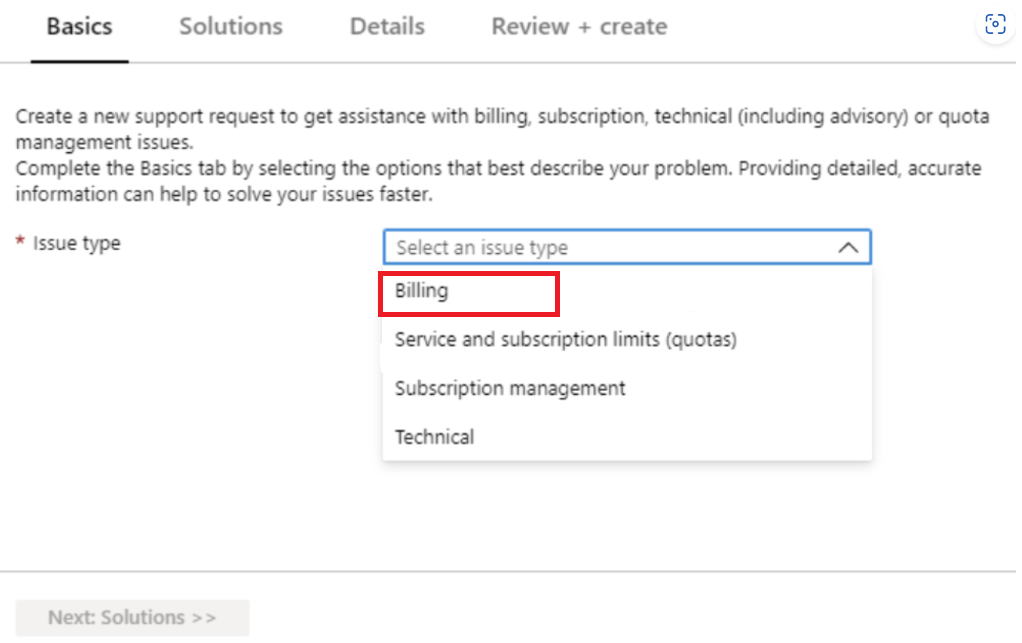 Basics Solutions Details Review + create
Create a new support request to get assistance with billing, subscription, technical (including advisory) or quota
management issues.
Complete the Basics tab by selecting the options that best describe your problem. Providing detailed, accurate
information can help to solve your issues faster.
* Issue type
Select an issue type
Billing
Service and subscription limits (quotas)
Subscription management
Technical
Next: Solutions >>